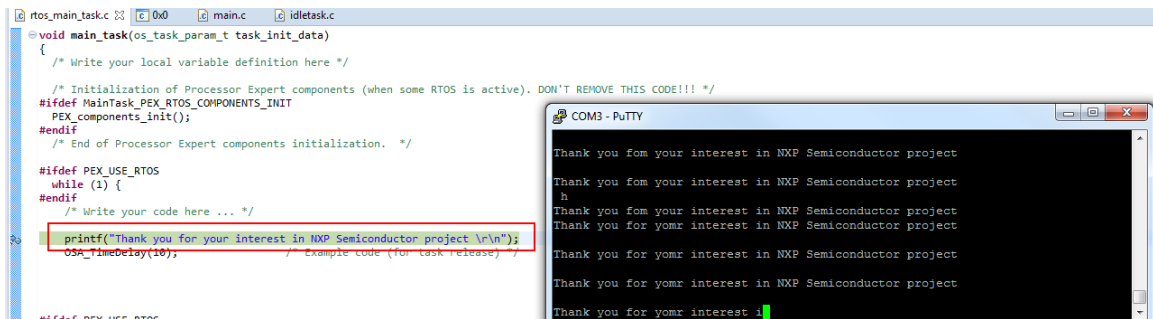 rtos_main_task.c 0x0 main.c idletask.c
void main_task(os_task_param_t task_init_data)
{
/* Write your local variable definition here */
/* Initialization of Processor Expert components (when some RTOS is active). DON'T REMOVE THIS CODE!!! */
#ifdef MainTask_PEX_RTOS_COMPONENTS_INIT
PEX_components_init();
#endif
/* End of Processor Expert components initialization. */
#ifdef PEX_USE_RTOS
while (1) {
#endif
/* Write your code here ... */
printf("Thank you for your interest in NXP Semiconductor project \r\n");
OSA_TimeDelay(10); /* Example code (for task release) */
#ifdef PEX_USE_RTOS
COM3 - PuTTY
Thank you fom your interest in NXP Semiconductor project
Thank you fom your interest in NXP Semiconductor project
h
Thank you fom your interest in NXP Semiconductor project
Thank you for yomr interest in NXP Semiconductor project
Thank you for yomr interest in NXP Semiconductor project
Thank you for yomr interest in NXP Semiconductor project
Thank you for yomr interest i